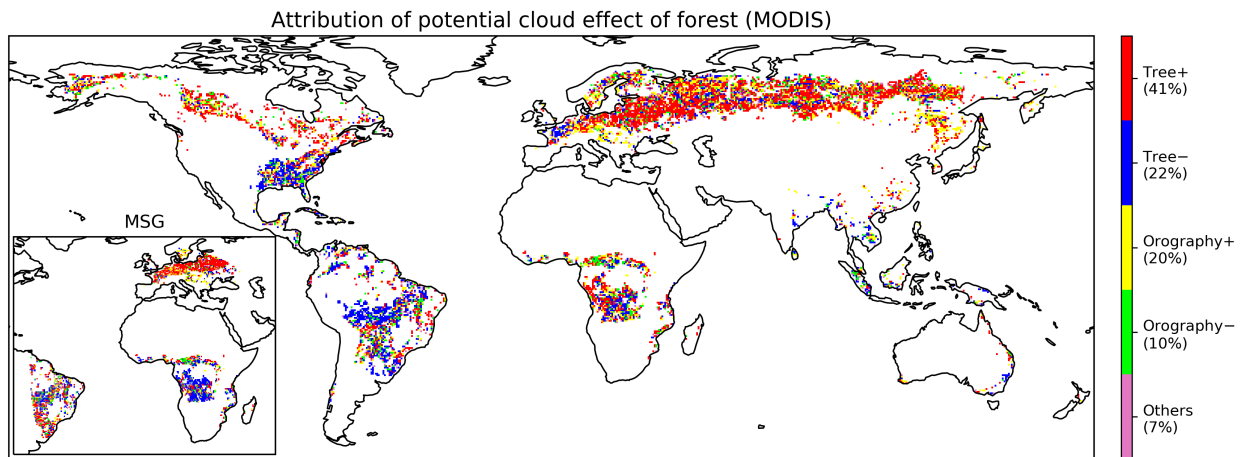 Attribution of potential cloud effect of forest (MODIS)
MSG
Tree+
(41%)
Tree−
(22%)
Orography+
(20%)
Orography−
(10%)
Others
(7%)